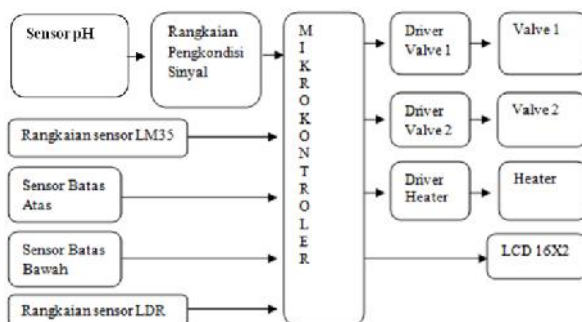 Sensor pH
Rangkaian
Pengkondisi
Sinyal
Rangkaian sensor LM35
Sensor Batas
Atas
Sensor Batas
Bawah
Rangkaian sensor LDR
M
I
K
R
O
K
O
N
T
R
O
L
E
R
Driver
Valve 1
Valve 1
Driver
Valve 2
Valve 2
Driver
Heater
Heater
LCD 16X2